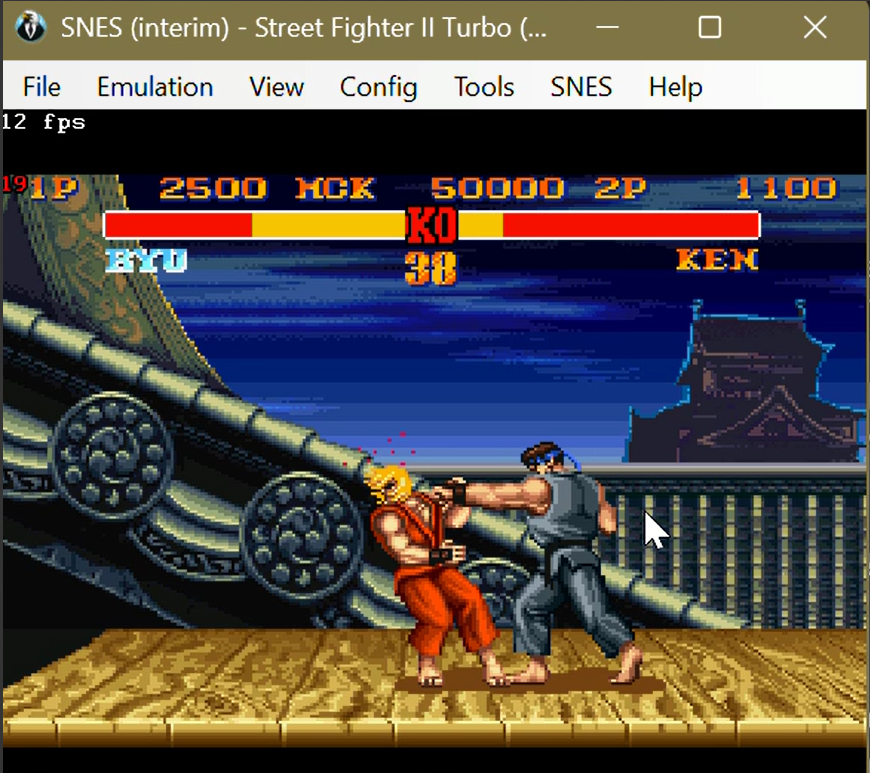 SNES (interim) - Street Fighter II Turbo (...
File Emulation View Config Tools SNES Help
12 fps
19
1P 2500 HCK 50000 2P 1100
KO
RYU 38 KEN